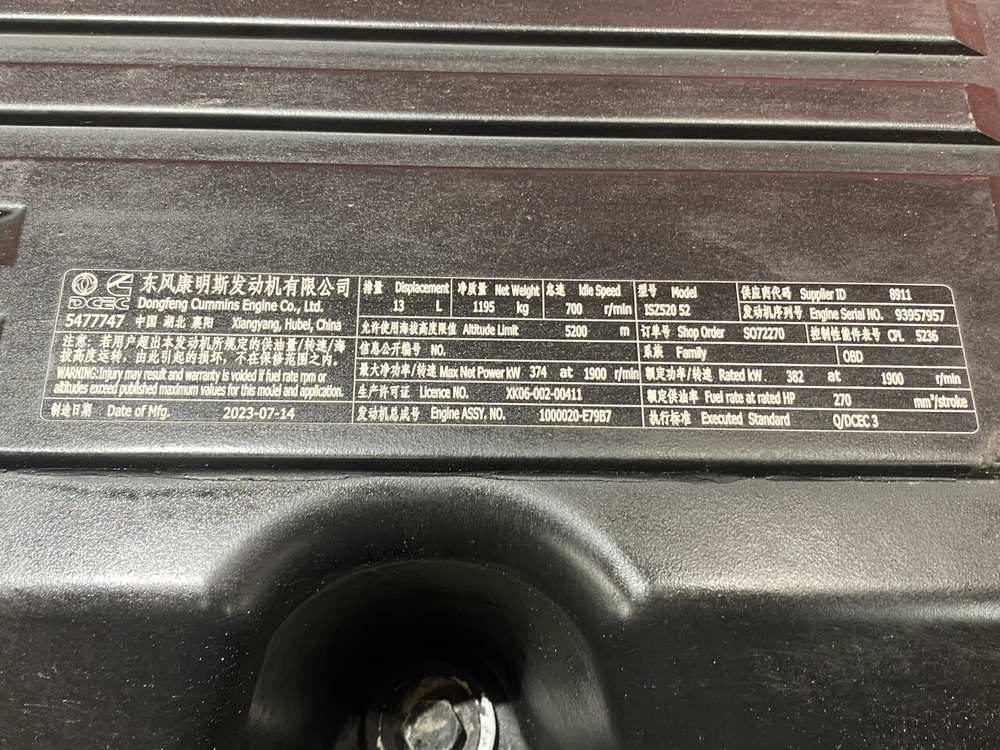 东风康明斯发动机有限公司
DCEC Dongfeng Cummins Engine Co., Ltd.
5477747 中国 湖北 襄阳 Xiangyang, Hubei, China
注意：若用户超出本发动机所规定的供油量/转速/海
拔高度运转，由此引起的损坏，不在保修范围之内。
WARNING:Injury may result and warranty is voided if fuel rate rpm or
altitudes exceed published maximum values for this model and application.
制造日期 Date of Mfg. 2023-07-14
排量 Displacement 13 L
净质量 Net Weight 1195 kg
怠速 Idle Speed 700 r/min
型号 Model ISZ520 52
供应商代码 Supplier ID 8911
发动机序列号 Engine Serial NO. 93957957
允许使用海拔高度限值 Altitude Limit 5200 m
订单号 Shop Order SO72270
控制性能件表号 CPL 5236
信息公开编号 NO.
系族 Family
OBD
最大净功率/转速 Max Net Power kW 374 at 1900 r/min
额定功率/转速 Rated kW. 382 at 1900 r/min
生产许可证 Licence NO. XK06-002-00411
额定供油率 Fuel rate at rated HP 270 mm³/stroke
发动机总成号 Engine ASSY. NO. 1000020-E79B7
执行标准 Executed Standard Q/DCEC 3